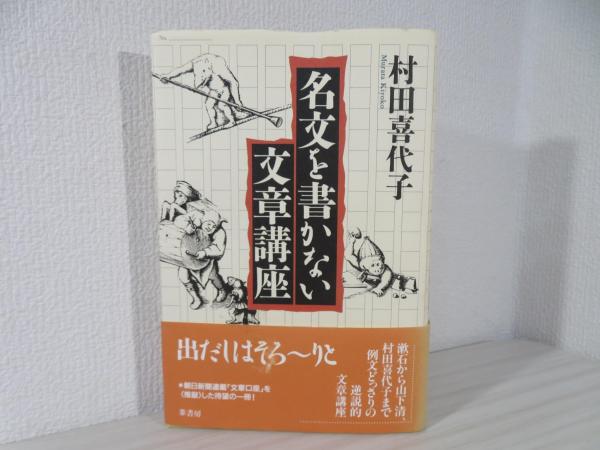 村田喜代子
Murata Kiyoko
名文を書かない
文章講座
漱石から山下清、
村田喜代子まで
例文どっさりの
逆説的
文章講座
出だしはそろ〜りと
*朝日新聞連載「文章口座」を
〈推敲〉した待望の一冊!
葦書房